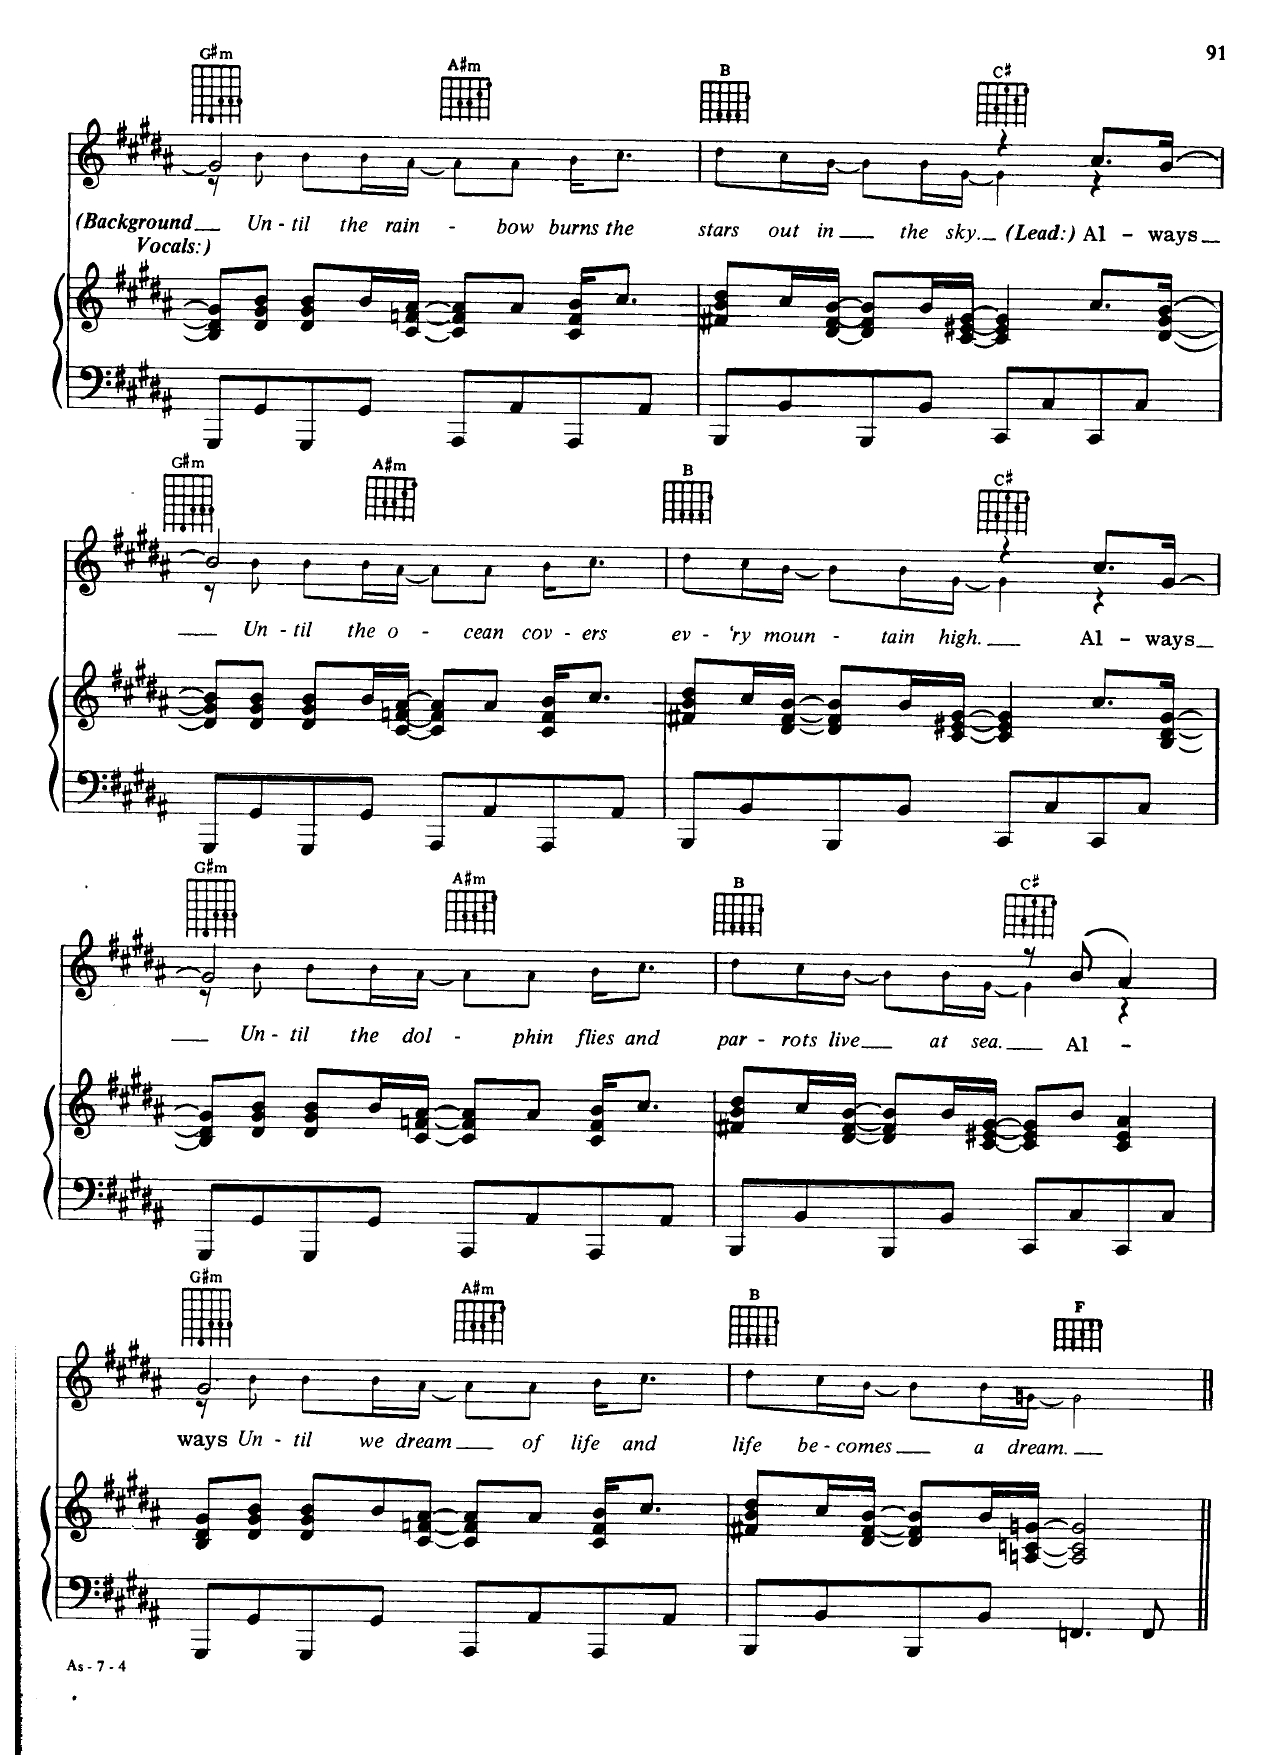 91
G#m A#m B C#
(Background Un - til the rain - bow burns the stars out in the sky. (Lead:) Al - ways
Vocals:)
G#m A#m B C#
Un - til the o - cean cov - ers ev - 'ry moun - tain high. Al - ways
G#m A#m B C#
Un - til the dol - phin flies and par - rots live at sea. Al -
G#m A#m B F
ways Un - til we dream of life and life be - comes a dream.
As - 7 - 4